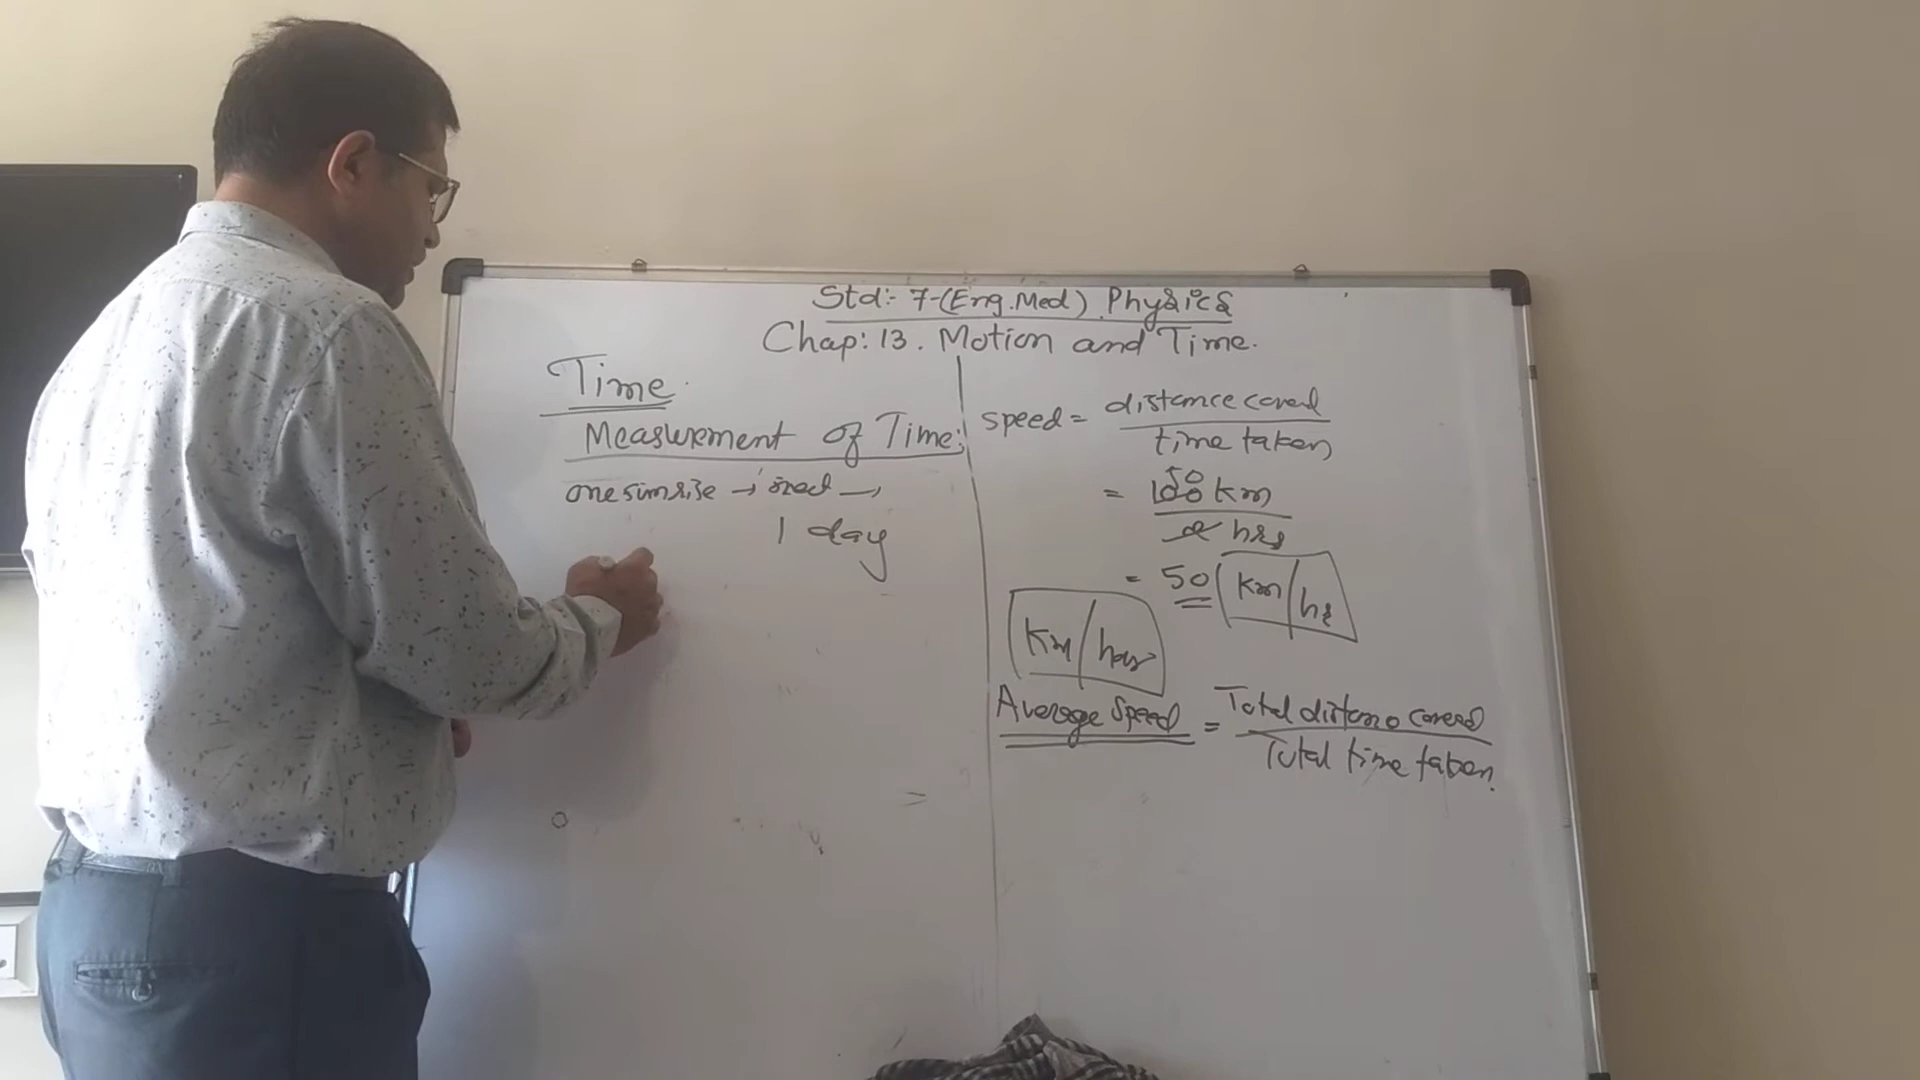 Std:- 7-(Eng.Med) Physics
Chap: 13. Motion and Time.
Time
Measurement of Time:
one sunrise →
1 day
speed = distance covered
time taken
= 100 km
50
2 hrs
= 50 km/hr
km/hour
Average Speed = Total distance covered
Total time taken.